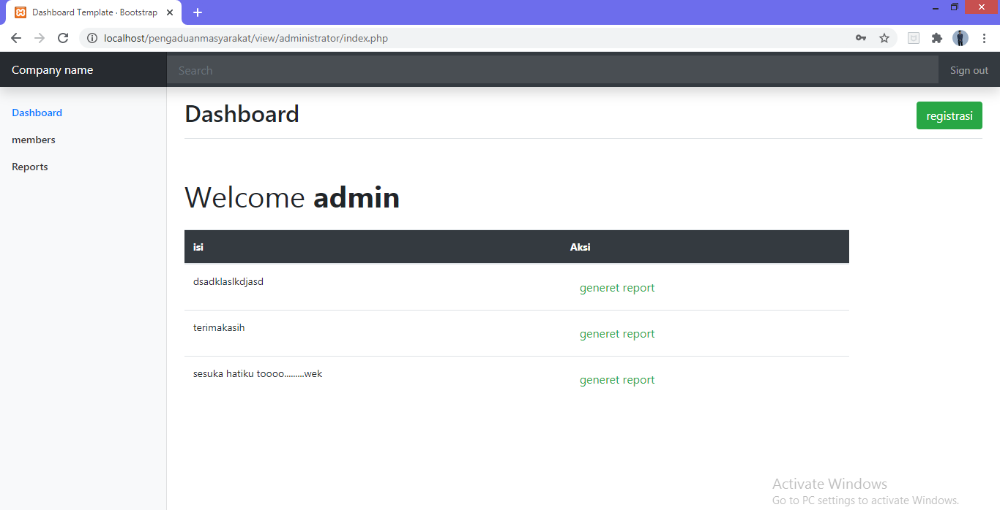 Dashboard Template · Bootstrap
localhost/pengaduanmasyarakat/view/administrator/index.php
Company name
Search
Sign out
Dashboard
members
Reports
Dashboard
registrasi
Welcome admin
isi Aksi
dsadklaslkdjasd generet report
terimakasih generet report
sesuka hatiku toooo.........wek generet report
Activate Windows
Go to PC settings to activate Windows.